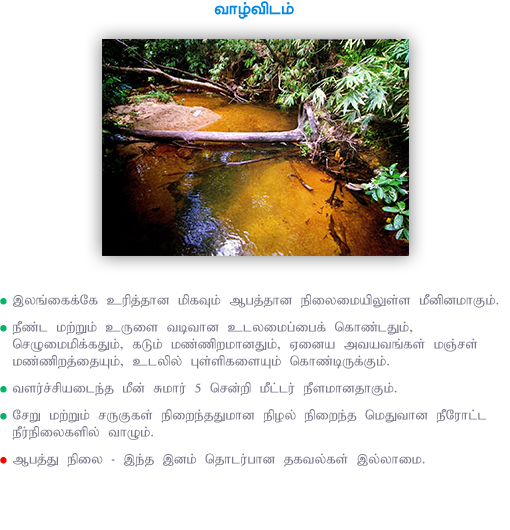 வாழ்விடம்
இலங்கைக்கே உரித்தான மிகவும் ஆபத்தான நிலைமையிலுள்ள மீனினமாகும்.
நீண்ட மற்றும் உருளை வடிவான உடலமைப்பைக் கொண்டதும்,
செழுமைமிக்கதும், கடும் மண்ணிறமானதும், ஏனைய அவயவங்கள் மஞ்சள்
மண்ணிறத்தையும், உடலில் புள்ளிகளையும் கொண்டிருக்கும்.
வளர்ச்சியடைந்த மீன் சுமார் 5 சென்றி மீட்டர் நீளமானதாகும்.
சேறு மற்றும் சருகுகள் நிறைந்ததுமான நிழல் நிறைந்த மெதுவான நீரோட்ட
நீர்நிலைகளில் வாழும்.
ஆபத்து நிலை - இந்த இனம் தொடர்பான தகவல்கள் இல்லாமை.